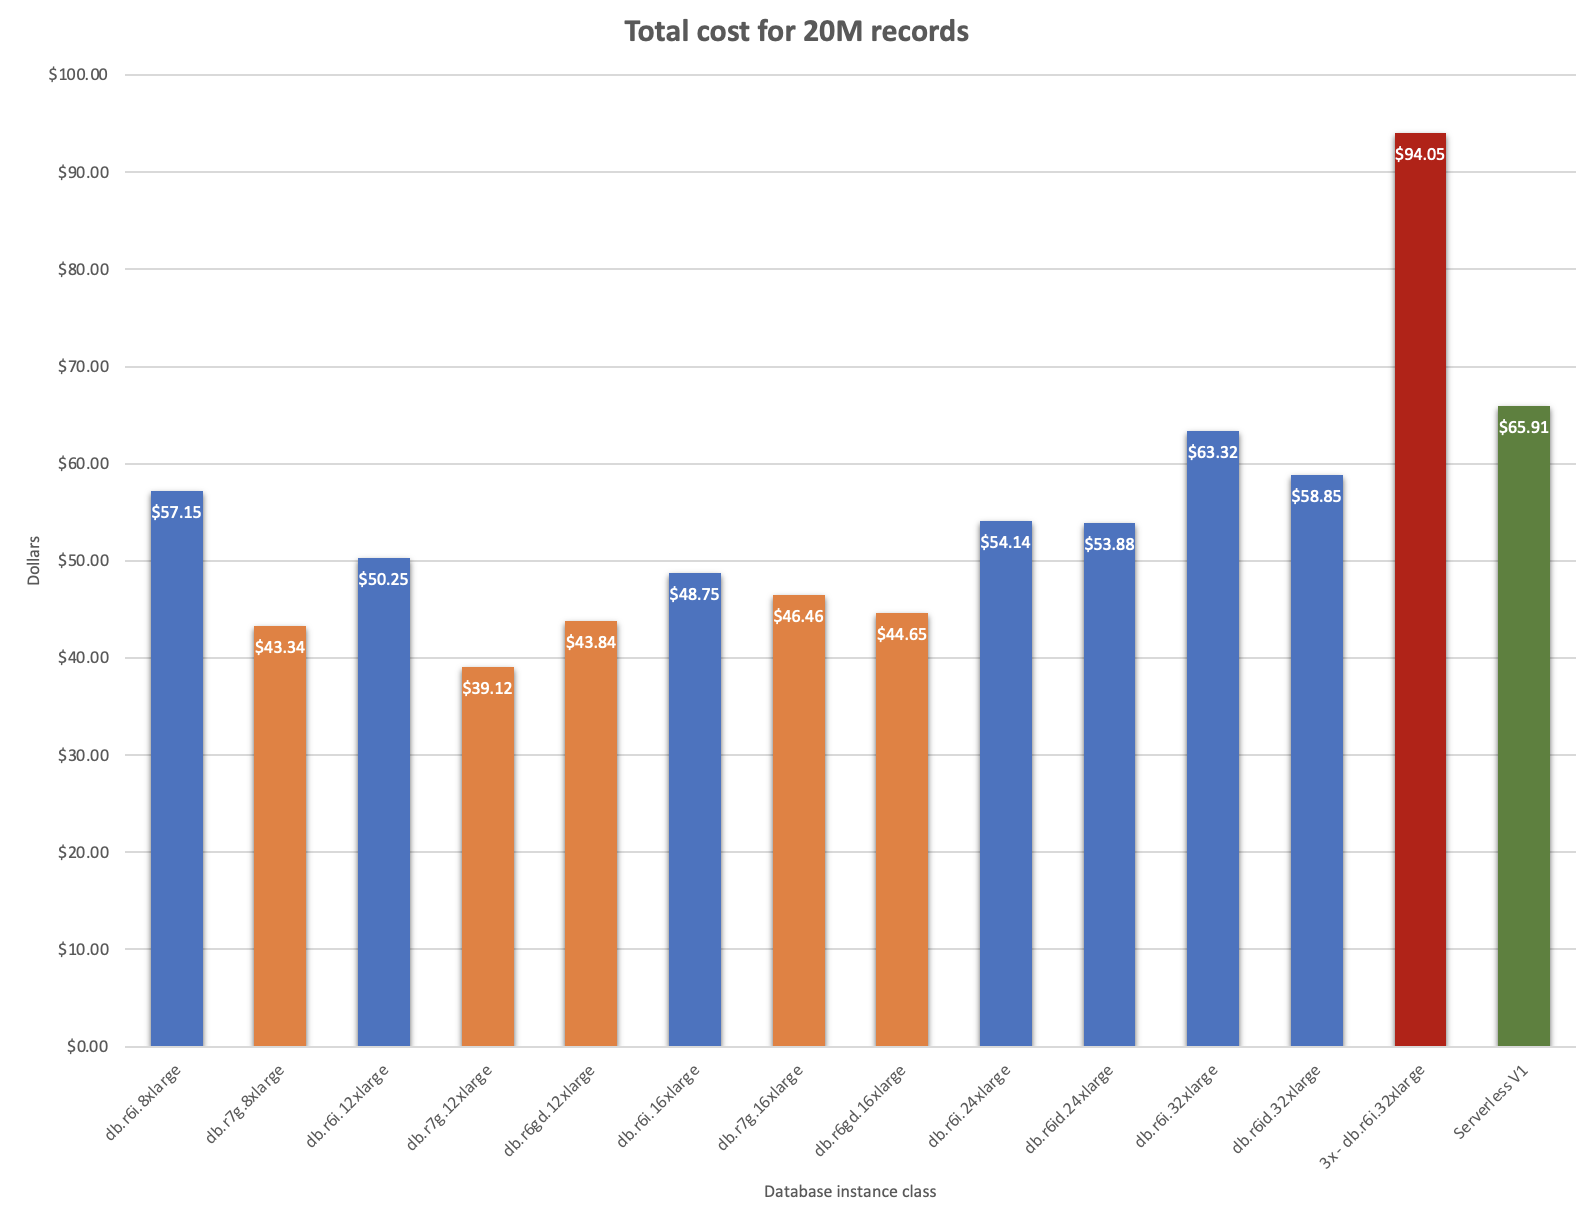 Total cost for 20M records
$100.00
$90.00
$80.00
$70.00
$60.00
$50.00
$40.00
$30.00
$20.00
$10.00
$0.00
Dollars
$57.15
$43.34
$50.25
$39.12
$43.84
$48.75
$46.46
$44.65
$54.14
$53.88
$63.32
$58.85
$94.05
$65.91
db.r6i.8xlarge
db.r7g.8xlarge
db.r6i.12xlarge
db.r7g.12xlarge
db.r6gd.12xlarge
db.r6i.16xlarge
db.r7g.16xlarge
db.r6gd.16xlarge
db.r6i.24xlarge
db.r6id.24xlarge
db.r6i.32xlarge
db.r6id.32xlarge
3x - db.r6i.32xlarge
Serverless V1
Database instance class